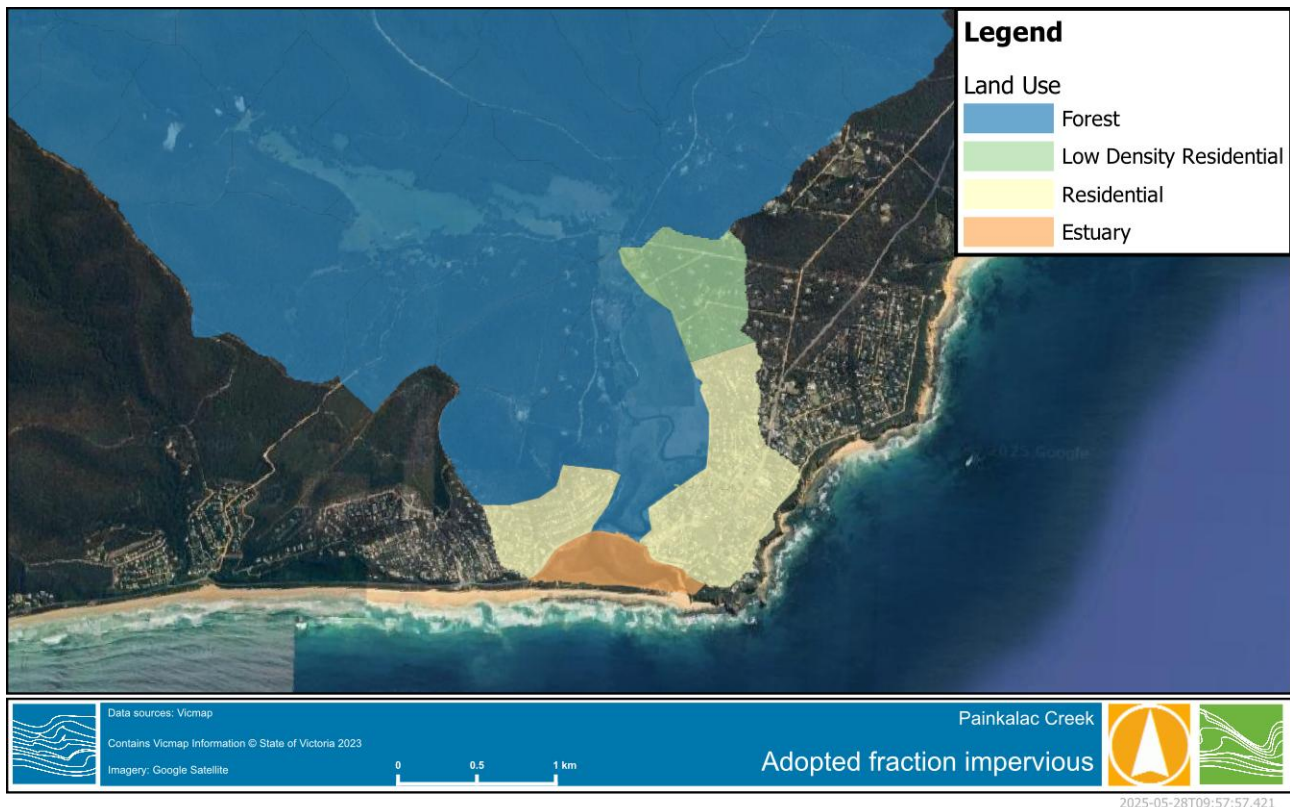 Legend
Land Use
Forest
Low Density Residential
Residential
Estuary
2025 Google
Data sources: Vicmap
Contains Vicmap Information © State of Victoria 2023
Imagery: Google Satellite
0 0.5 1 km
Painkalac Creek
Adopted fraction impervious
2025-05-28T09:57:57.421